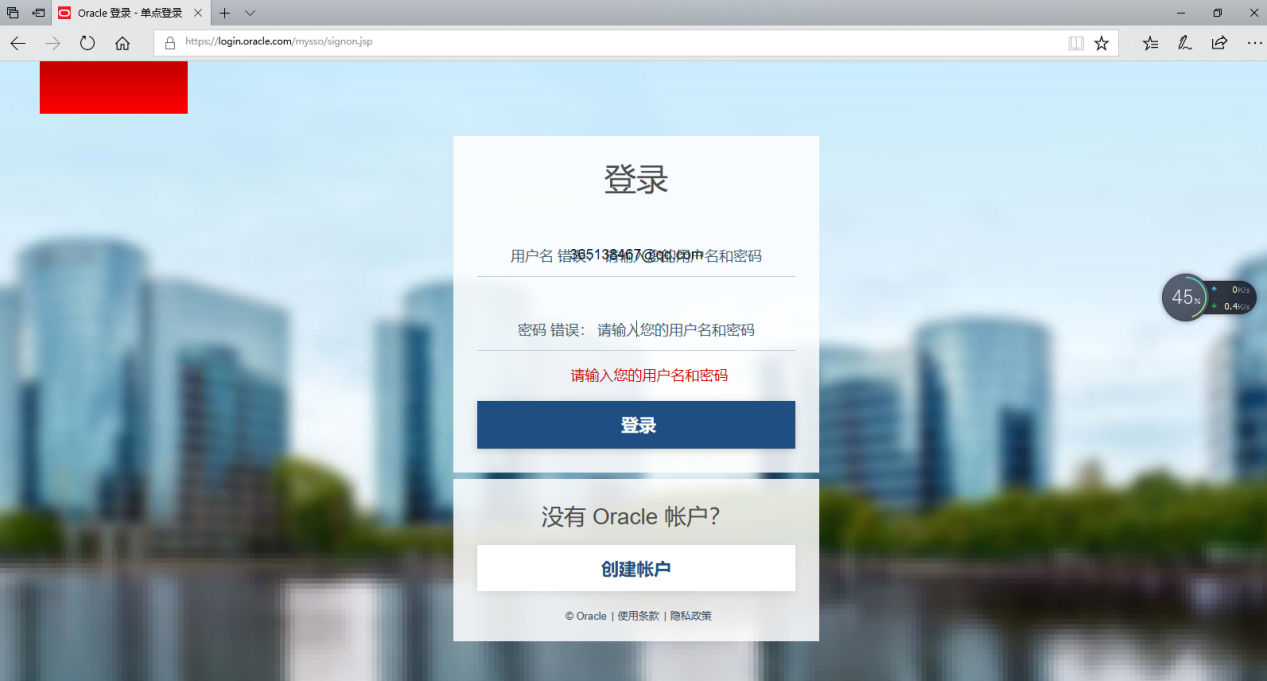 Oracle 登录 - 单点登录
https://login.oracle.com/mysso/signon.jsp
登录
用户名 错误： 请输入您的用户名和密码
365138467@qq.com
密码 错误： 请输入您的用户名和密码
请输入您的用户名和密码
登录
没有 Oracle 帐户？
创建帐户
© Oracle | 使用条款 | 隐私政策
45%
0K/s
0.4K/s